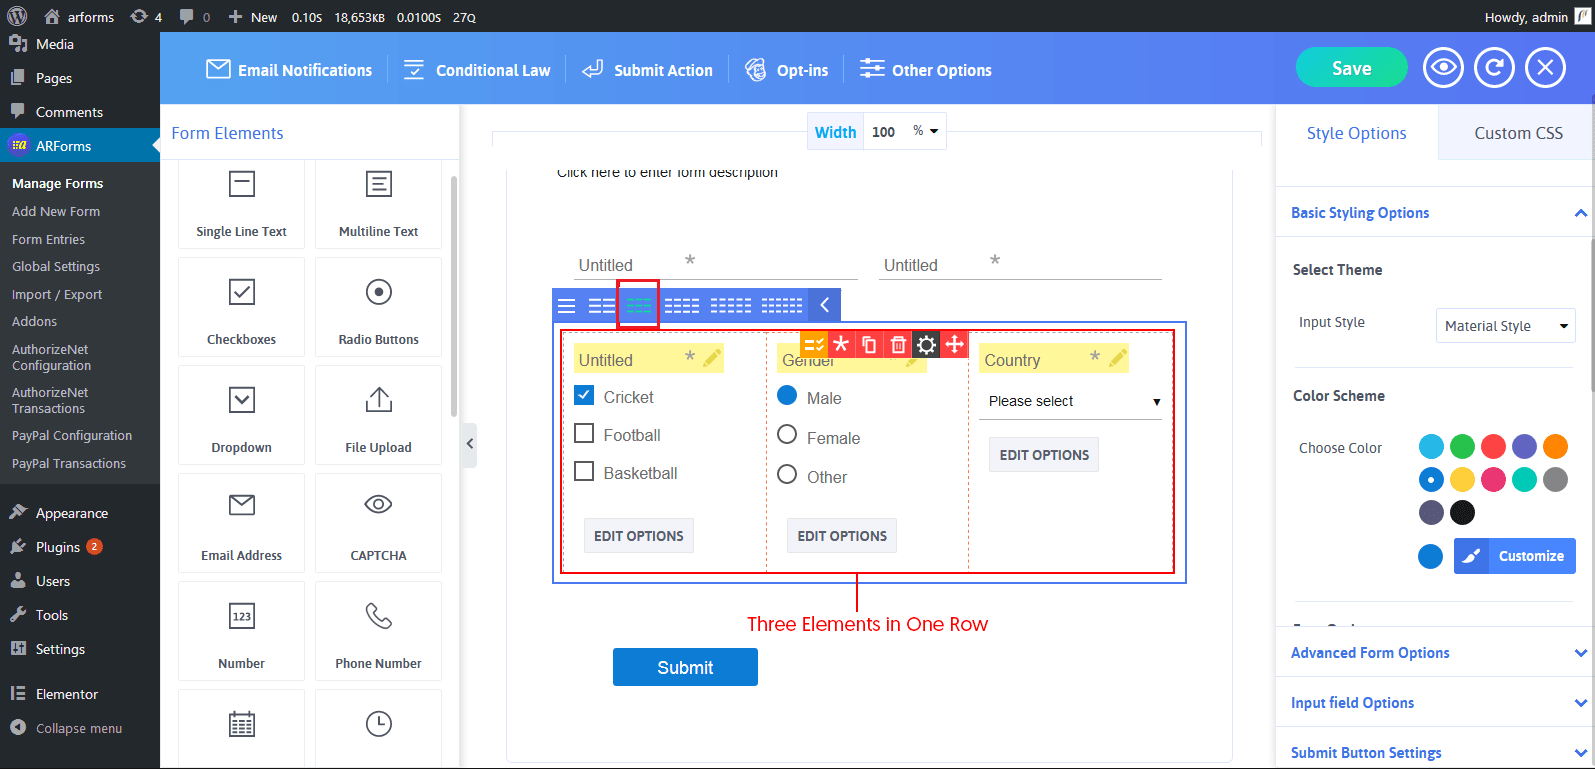 arforms 4 0 New 0.10S 18,653KB 0.0100S 27Q Howdy, admin
Media
Pages
Comments
ARForms
Manage Forms
Add New Form
Form Entries
Global Settings
Import / Export
Addons
AuthorizeNet
Configuration
AuthorizeNet
Transactions
PayPal Configuration
PayPal Transactions
Appearance
Plugins 2
Users
Tools
Settings
Elementor
Collapse menu
Email Notifications Conditional Law Submit Action Opt-ins Other Options Save
Form Elements
Single Line Text Multiline Text
Checkboxes Radio Buttons
Dropdown File Upload
Email Address CAPTCHA
123
Number Phone Number
Width 100 %
Click here to enter form description
Untitled * Untitled *
Untitled * Gender Country *
Cricket Male Please select
Football Female EDIT OPTIONS
Basketball Other
EDIT OPTIONS EDIT OPTIONS
Three Elements in One Row
Submit
Style Options Custom CSS
Basic Styling Options
Select Theme
Input Style Material Style
Color Scheme
Choose Color
Customize
Advanced Form Options
Input field Options
Submit Button Settings